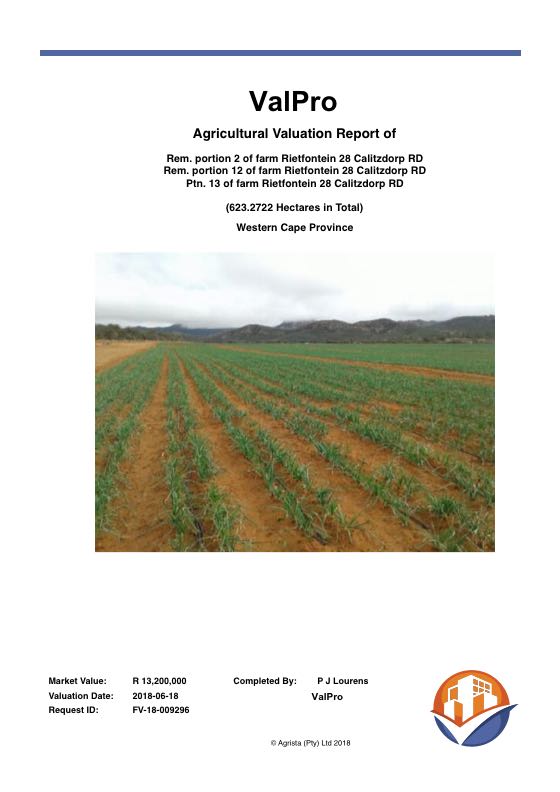 ValPro
Agricultural Valuation Report of
Rem. portion 2 of farm Rietfontein 28 Calitzdorp RD
Rem. portion 12 of farm Rietfontein 28 Calitzdorp RD
Ptn. 13 of farm Rietfontein 28 Calitzdorp RD
(623.2722 Hectares in Total)
Western Cape Province
Market Value: R 13,200,000 Completed By: P J Lourens
Valuation Date: 2018-06-18 ValPro
Request ID: FV-18-009296
© Agrista (Pty) Ltd 2018